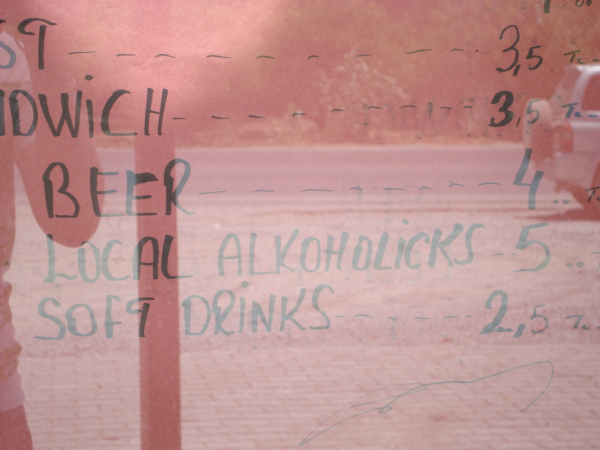 ST - - - - - - - - - - 3,5 T
NDWiCH - - - - - - - - - 3,5 T
BEER - - - - - - - - 4..
LOCAL ALKOHOLiCKS - 5..
SOFT DRiNKS - - - - - 2,5 T